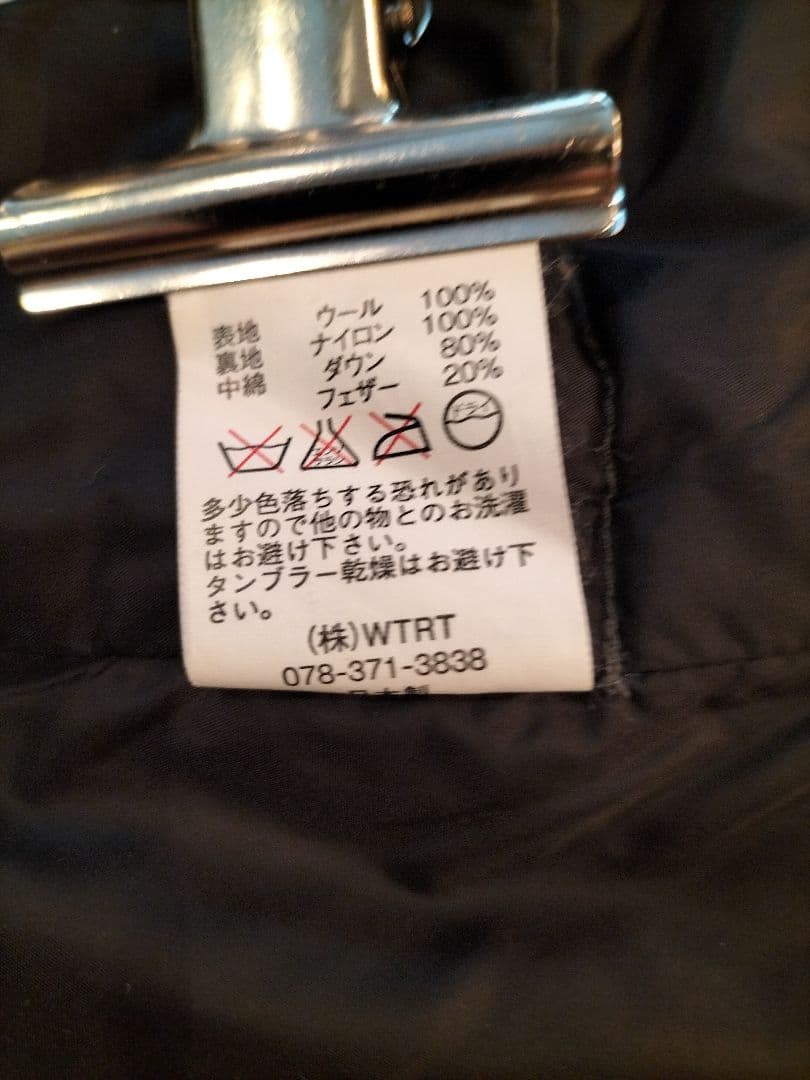 表地 ウール 100%
裏地 ナイロン 100%
中綿 ダウン 80%
フェザー 20%
ドライ
多少色落ちする恐れがあり
ますので他の物とのお洗濯
はお避け下さい。
タンブラー乾燥はお避け下
さい。
(株)WTRT
078-371-3838
日本製